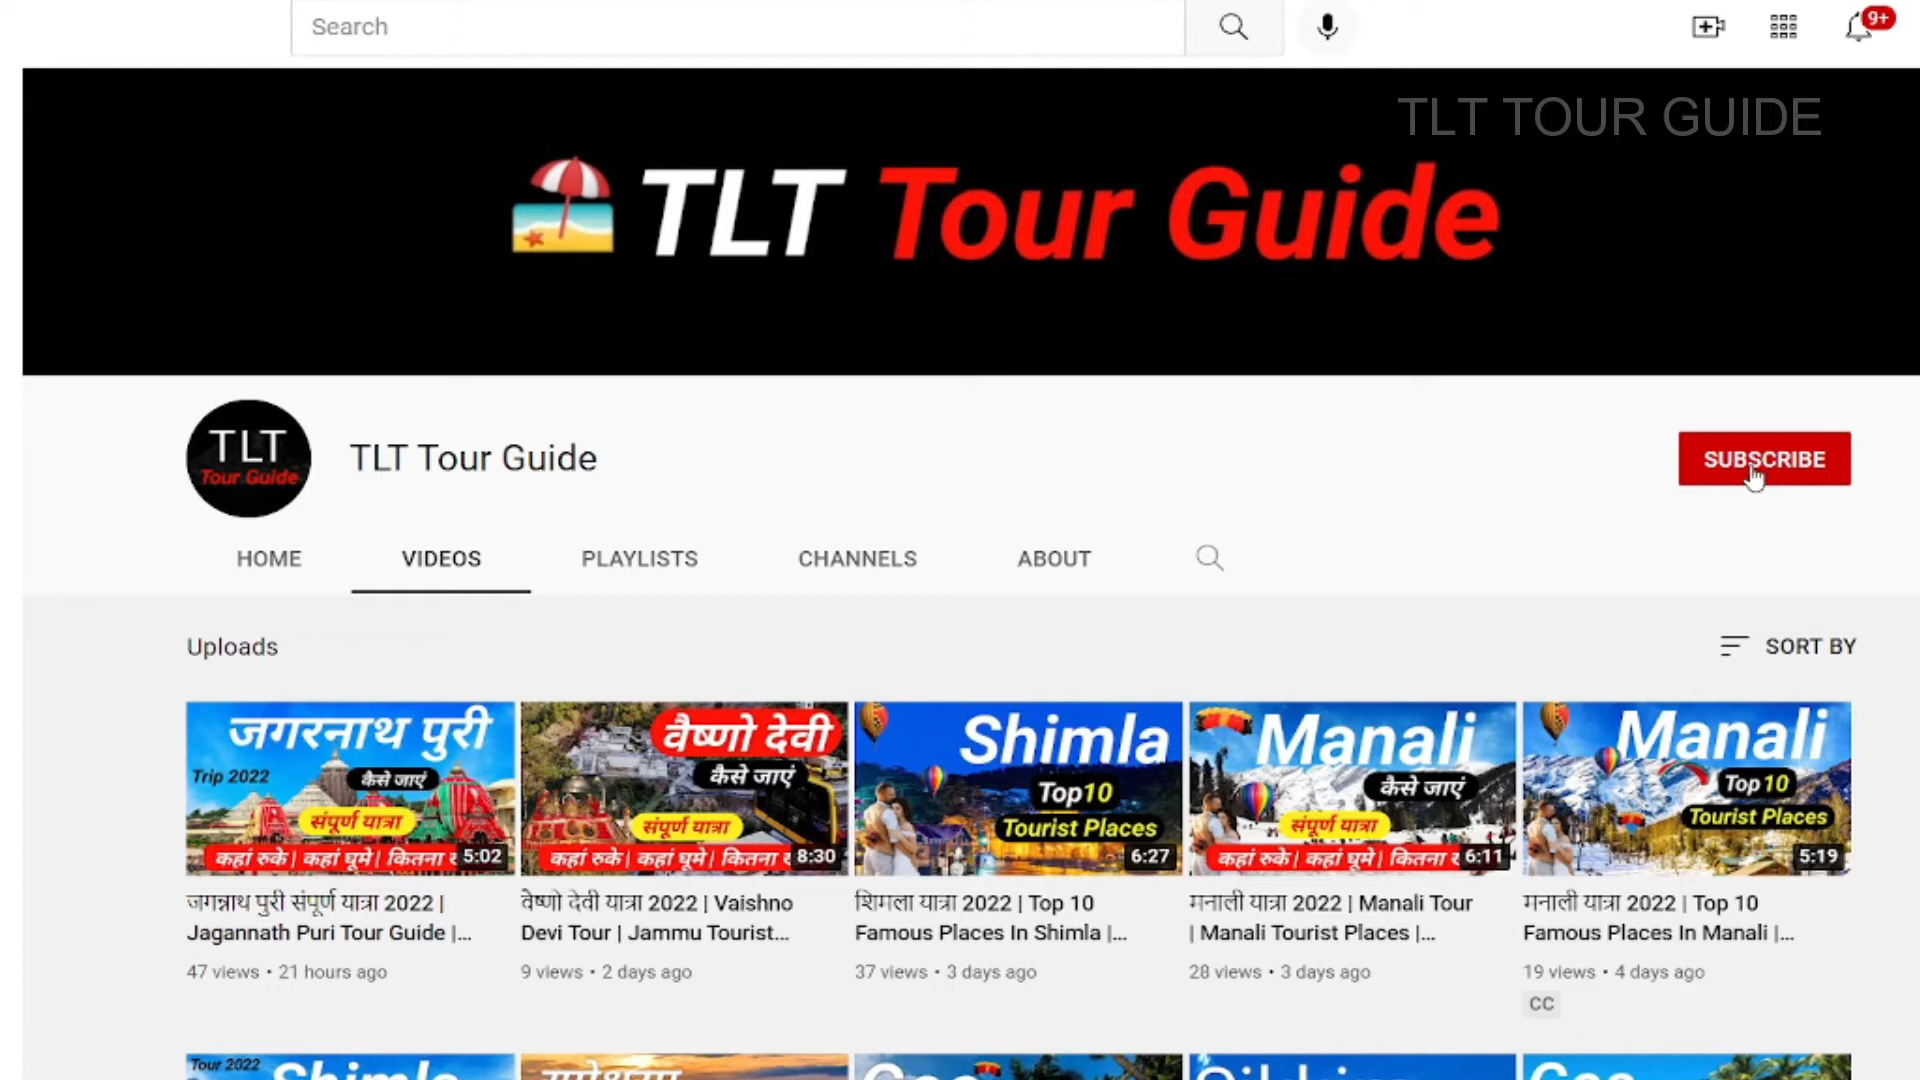 Search
9+
TLT TOUR GUIDE
TLT Tour Guide
TLT
Tour Guide
TLT Tour Guide
SUBSCRIBE
HOME
VIDEOS
PLAYLISTS
CHANNELS
ABOUT
Uploads
SORT BY
जगरनाथ पुरी
Trip 2022
कैसे जाएं
संपूर्ण यात्रा
कहां रुके | कहां घूमे | कितना
5:02
वैष्णो देवी
कैसे जाएं
संपूर्ण यात्रा
कहां रुके | कहां घूमे | कितना
8:30
Shimla
Top10
Tourist Places
6:27
Manali
कैसे जाएं
संपूर्ण यात्रा
कहां रुके | कहां घूमे | कितना
6:11
Manali
Top 10
Tourist Places
5:19
जगन्नाथ पुरी संपूर्ण यात्रा 2022 |
Jagannath Puri Tour Guide |...
47 views • 21 hours ago
वेष्णो देवी यात्रा 2022 | Vaishno
Devi Tour | Jammu Tourist...
9 views • 2 days ago
शिमला यात्रा 2022 | Top 10
Famous Places In Shimla |...
37 views • 3 days ago
मनाली यात्रा 2022 | Manali Tour
| Manali Tourist Places |...
28 views • 3 days ago
मनाली यात्रा 2022 | Top 10
Famous Places In Manali |...
19 views • 4 days ago
CC
Tour 2022
Shimla
Goa
Goa